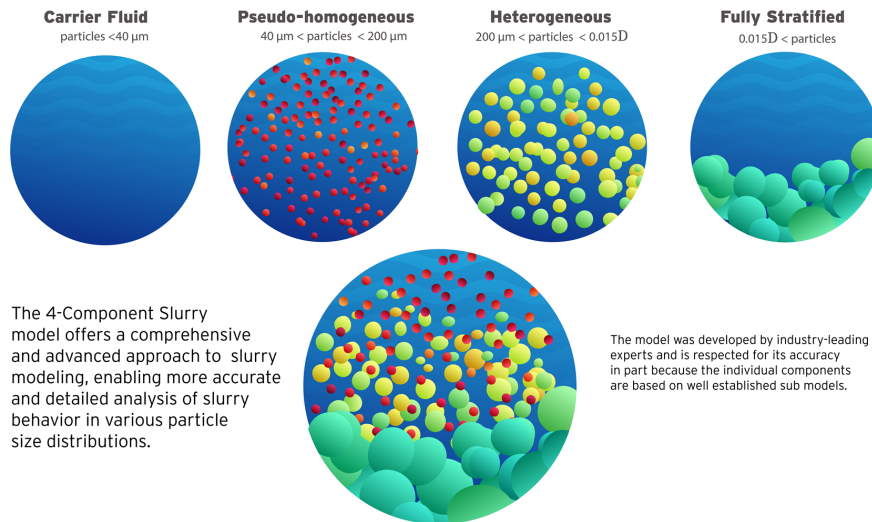 Carrier Fluid
particles <40 µm
Pseudo-homogeneous
40 µm < particles < 200 µm
Heterogeneous
200 µm < particles < 0.015D
Fully Stratified
0.015D < particles
The 4-Component Slurry
model offers a comprehensive
and advanced approach to slurry
modeling, enabling more accurate
and detailed analysis of slurry
behavior in various particle
size distributions.
The model was developed by industry-leading
experts and is respected for its accuracy
in part because the individual components
are based on well established sub models.